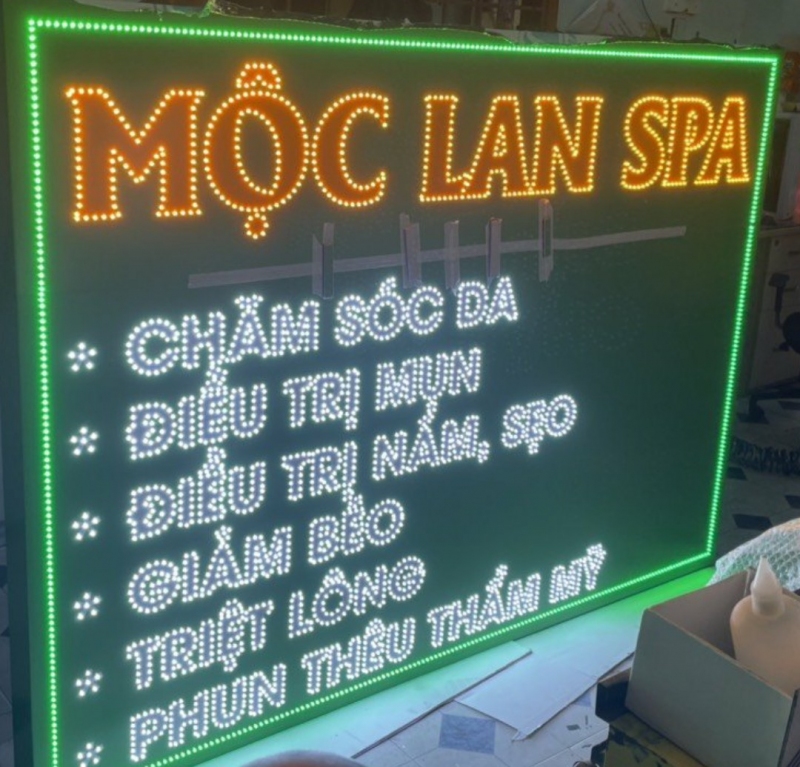 MỘC LAN SPA
* CHĂM SÓC DA
* ĐIỀU TRỊ MỤN
* ĐIỀU TRỊ NÁM, SẸO
* GIẢM BÉO
* TRIỆT LÔNG
* PHUN THÊU THẨM MỸ